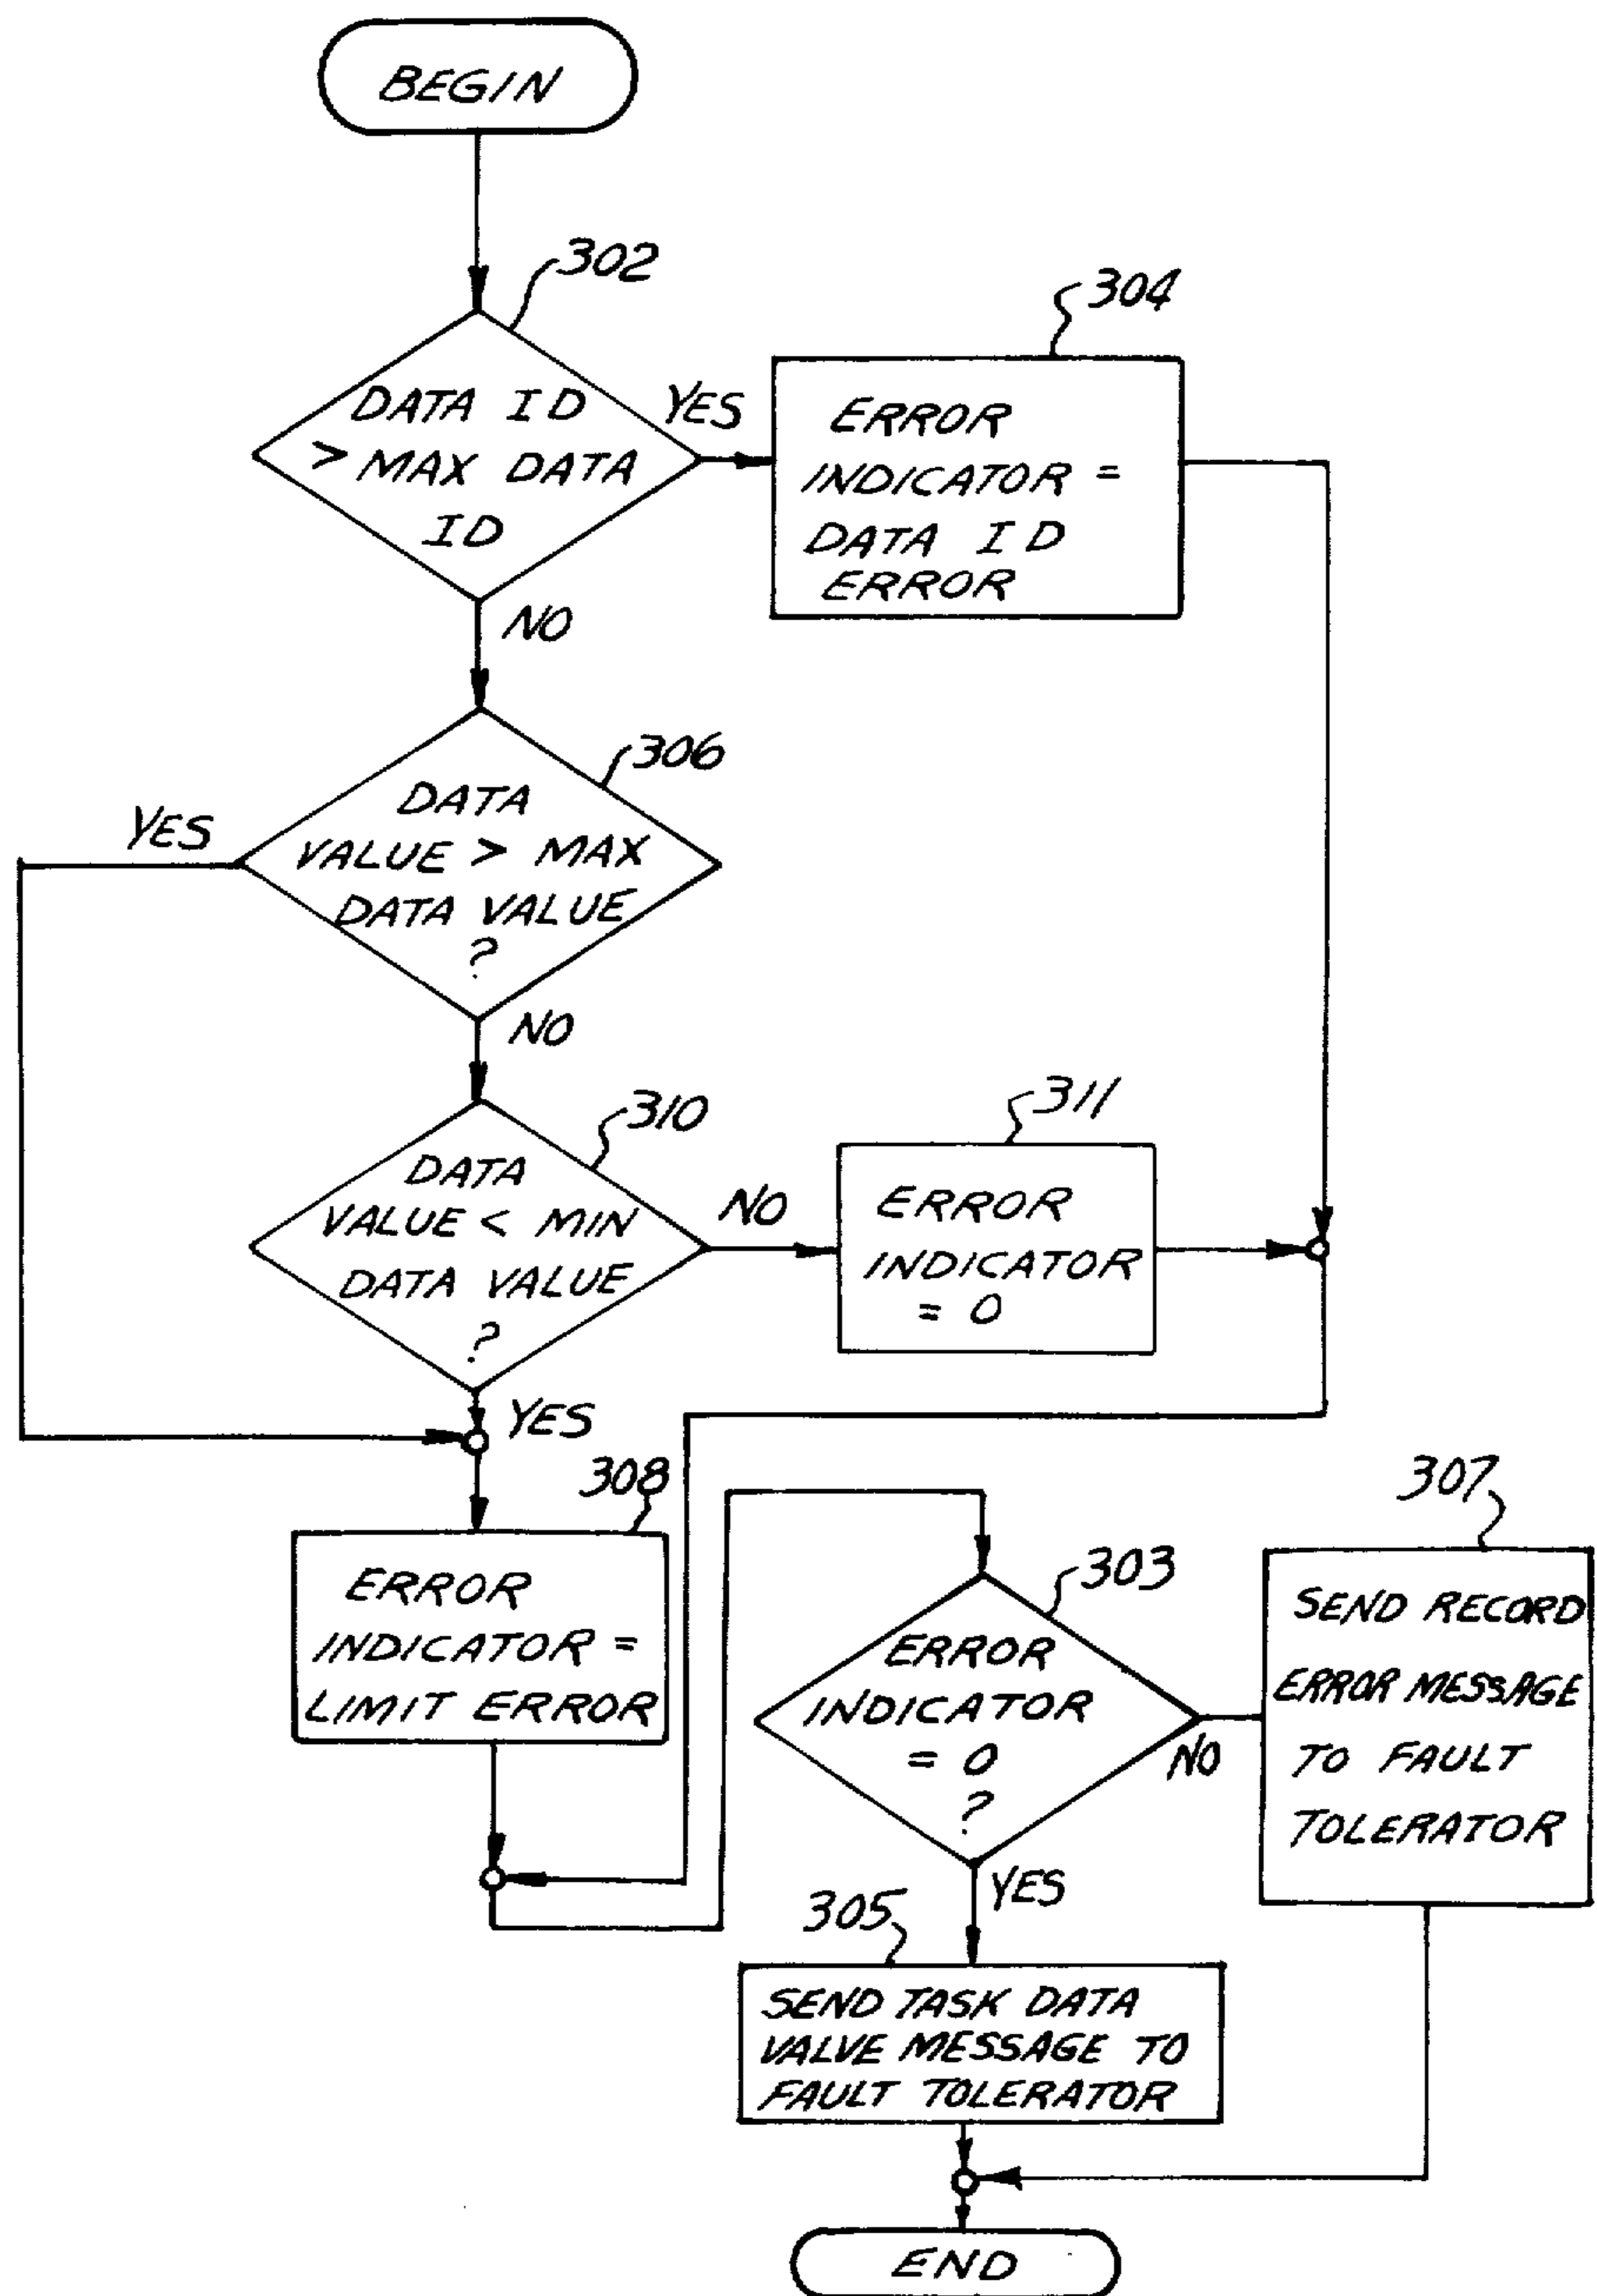 BEGIN
302
DATA ID
> MAX DATA
ID
YES
304
ERROR
INDICATOR =
DATA ID
ERROR
NO
306
DATA
VALUE > MAX
DATA VALUE
?
YES
NO
310
DATA
VALUE < MIN
DATA VALUE
?
NO
311
ERROR
INDICATOR
= 0
YES
308
ERROR
INDICATOR =
LIMIT ERROR
303
ERROR
INDICATOR
= 0
?
NO
307
SEND RECORD
ERROR MESSAGE
TO FAULT
TOLERATOR
YES
305
SEND TASK DATA
VALVE MESSAGE TO
FAULT TOLERATOR
END